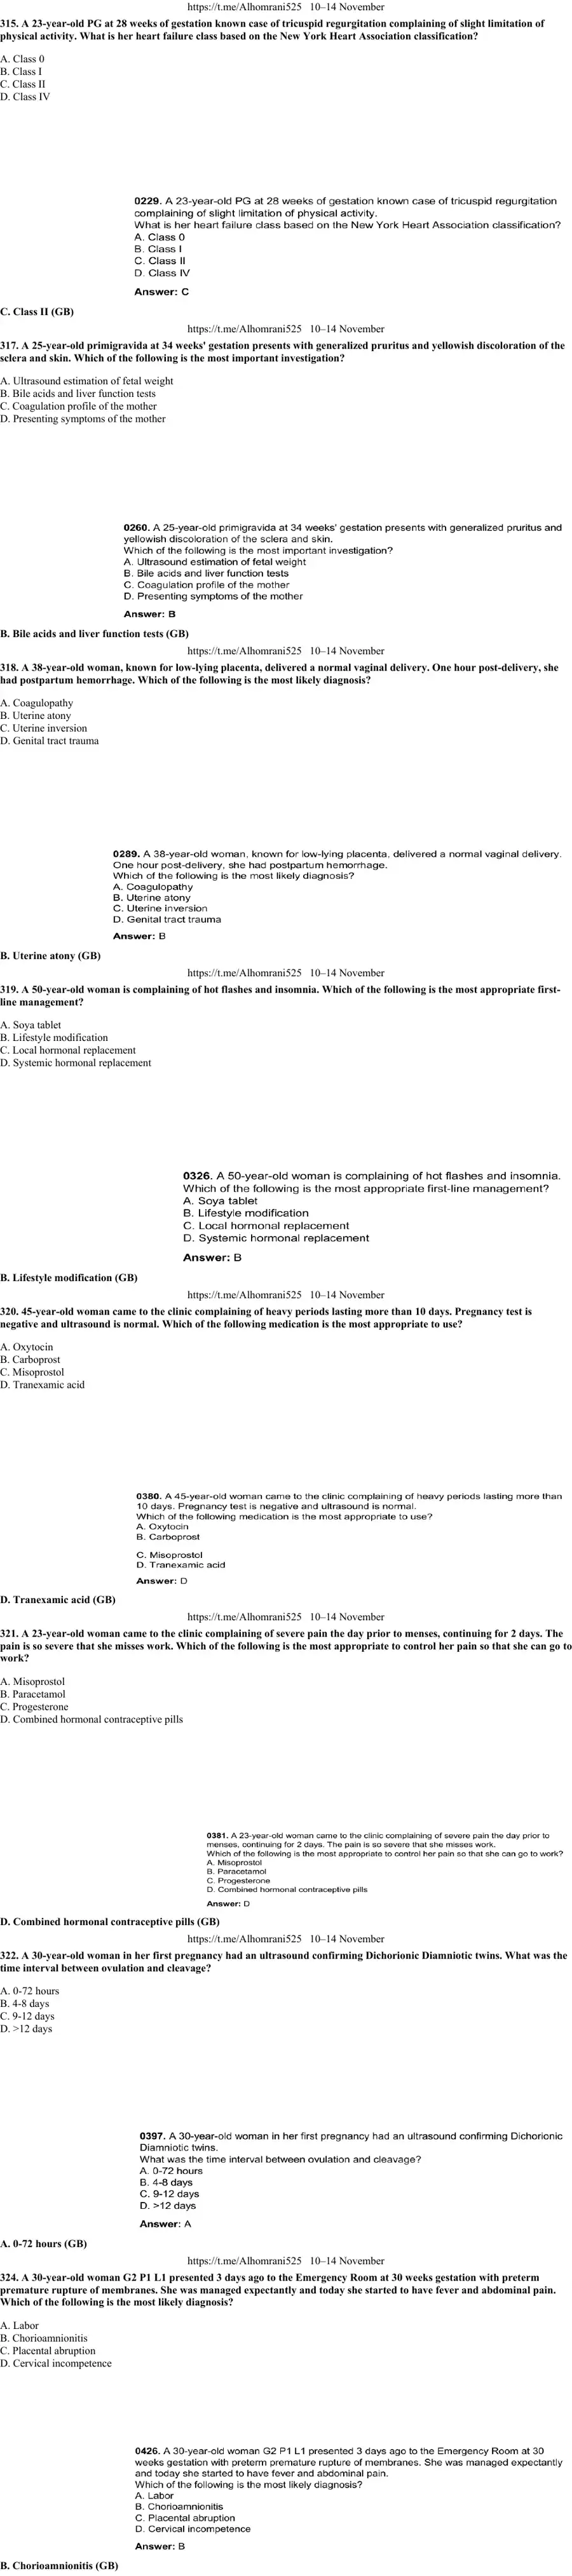 https://t.me/Alhomrani525 10–14 November
315. A 23-year-old PG at 28 weeks of gestation known case of tricuspid regurgitation complaining of slight limitation of
physical activity. What is her heart failure class based on the New York Heart Association classification?
A. Class 0
B. Class I
C. Class II
D. Class IV
0229. A 23-year-old PG at 28 weeks of gestation known case of tricuspid regurgitation
complaining of slight limitation of physical activity.
What is her heart failure class based on the New York Heart Association classification?
A. Class 0
B. Class I
C. Class II
D. Class IV
Answer: C
C. Class II (GB)
https://t.me/Alhomrani525 10–14 November
317. A 25-year-old primigravida at 34 weeks' gestation presents with generalized pruritus and yellowish discoloration of the
sclera and skin. Which of the following is the most important investigation?
A. Ultrasound estimation of fetal weight
B. Bile acids and liver function tests
C. Coagulation profile of the mother
D. Presenting symptoms of the mother
0260. A 25-year-old primigravida at 34 weeks' gestation presents with generalized pruritus and
yellowish discoloration of the sclera and skin.
Which of the following is the most important investigation?
A. Ultrasound estimation of fetal weight
B. Bile acids and liver function tests
C. Coagulation profile of the mother
D. Presenting symptoms of the mother
Answer: B
B. Bile acids and liver function tests (GB)
https://t.me/Alhomrani525 10–14 November
318. A 38-year-old woman, known for low-lying placenta, delivered a normal vaginal delivery. One hour post-delivery, she
had postpartum hemorrhage. Which of the following is the most likely diagnosis?
A. Coagulopathy
B. Uterine atony
C. Uterine inversion
D. Genital tract trauma
0289. A 38-year-old woman, known for low-lying placenta, delivered a normal vaginal delivery.
One hour post-delivery, she had postpartum hemorrhage.
Which of the following is the most likely diagnosis?
A. Coagulopathy
B. Uterine atony
C. Uterine inversion
D. Genital tract trauma
Answer: B
B. Uterine atony (GB)
https://t.me/Alhomrani525 10–14 November
319. A 50-year-old woman is complaining of hot flashes and insomnia. Which of the following is the most appropriate first-
line management?
A. Soya tablet
B. Lifestyle modification
C. Local hormonal replacement
D. Systemic hormonal replacement
0326. A 50-year-old woman is complaining of hot flashes and insomnia.
Which of the following is the most appropriate first-line management?
A. Soya tablet
B. Lifestyle modification
C. Local hormonal replacement
D. Systemic hormonal replacement
Answer: B
B. Lifestyle modification (GB)
https://t.me/Alhomrani525 10–14 November
320. 45-year-old woman came to the clinic complaining of heavy periods lasting more than 10 days. Pregnancy test is
negative and ultrasound is normal. Which of the following medication is the most appropriate to use?
A. Oxytocin
B. Carboprost
C. Misoprostol
D. Tranexamic acid
0380. A 45-year-old woman came to the clinic complaining of heavy periods lasting more than
10 days. Pregnancy test is negative and ultrasound is normal.
Which of the following medication is the most appropriate to use?
A. Oxytocin
B. Carboprost
C. Misoprostol
D. Tranexamic acid
Answer: D
D. Tranexamic acid (GB)
https://t.me/Alhomrani525 10–14 November
321. A 23-year-old woman came to the clinic complaining of severe pain the day prior to menses, continuing for 2 days. The
pain is so severe that she misses work. Which of the following is the most appropriate to control her pain so that she can go to
work?
A. Misoprostol
B. Paracetamol
C. Progesterone
D. Combined hormonal contraceptive pills
0381. A 23-year-old woman came to the clinic complaining of severe pain the day prior to
menses, continuing for 2 days. The pain is so severe that she misses work.
Which of the following is the most appropriate to control her pain so that she can go to work?
A. Misoprostol
B. Paracetamol
C. Progesterone
D. Combined hormonal contraceptive pills
Answer: D
D. Combined hormonal contraceptive pills (GB)
https://t.me/Alhomrani525 10–14 November
322. A 30-year-old woman in her first pregnancy had an ultrasound confirming Dichorionic Diamniotic twins. What was the
time interval between ovulation and cleavage?
A. 0-72 hours
B. 4-8 days
C. 9-12 days
D. >12 days
0397. A 30-year-old woman in her first pregnancy had an ultrasound confirming Dichorionic
Diamniotic twins.
What was the time interval between ovulation and cleavage?
A. 0-72 hours
B. 4-8 days
C. 9-12 days
D. >12 days
Answer: A
A. 0-72 hours (GB)
https://t.me/Alhomrani525 10–14 November
324. A 30-year-old woman G2 P1 L1 presented 3 days ago to the Emergency Room at 30 weeks gestation with preterm
premature rupture of membranes. She was managed expectantly and today she started to have fever and abdominal pain.
Which of the following is the most likely diagnosis?
A. Labor
B. Chorioamnionitis
C. Placental abruption
D. Cervical incompetence
0426. A 30-year-old woman G2 P1 L1 presented 3 days ago to the Emergency Room at 30
weeks gestation with preterm premature rupture of membranes. She was managed expectantly
and today she started to have fever and abdominal pain.
Which of the following is the most likely diagnosis?
A. Labor
B. Chorioamnionitis
C. Placental abruption
D. Cervical incompetence
Answer: B
B. Chorioamnionitis (GB)